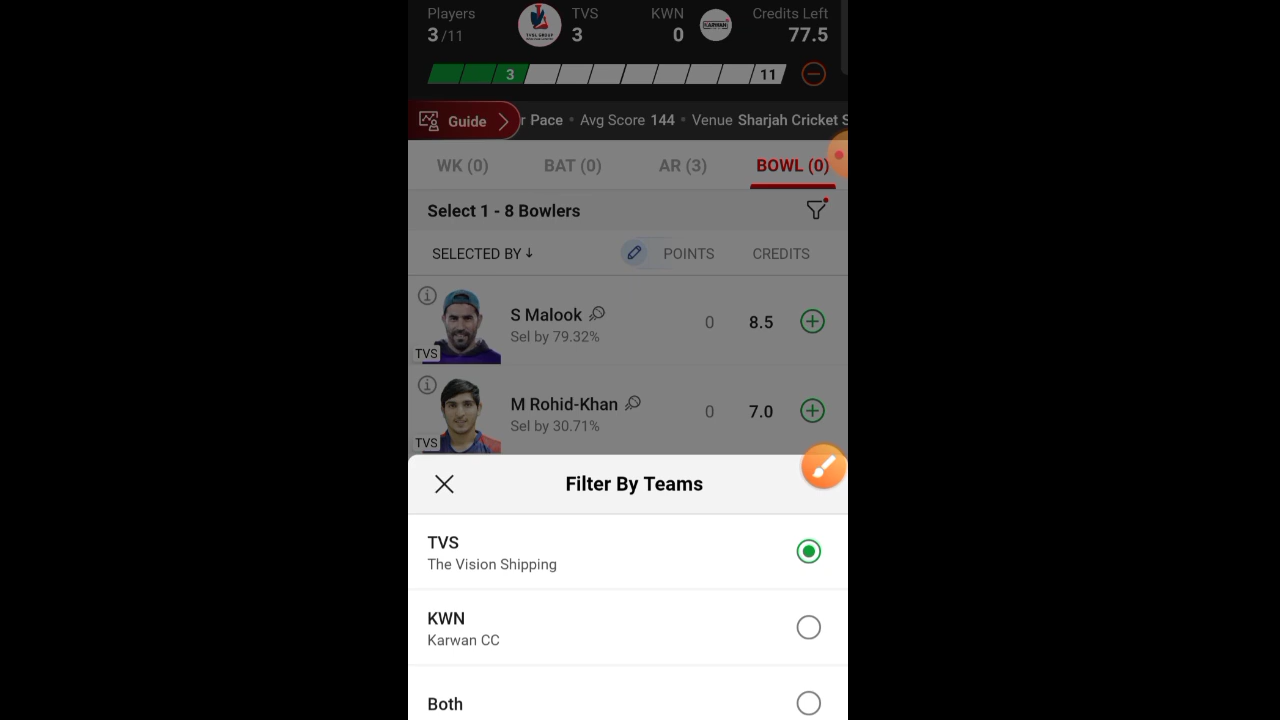 Players TVS KWN Credits Left
3/11 3 0 77.5
KARWAN
3 11
Guide r Pace • Avg Score 144 • Venue Sharjah Cricket S
WK (0) BAT (0) AR (3) BOWL (0)
Select 1 - 8 Bowlers
SELECTED BY ↓ POINTS CREDITS
S Malook
Sel by 79.32%
TVS
0 8.5
M Rohid-Khan
Sel by 30.71%
TVS
0 7.0
Filter By Teams
TVS
The Vision Shipping
KWN
Karwan CC
Both